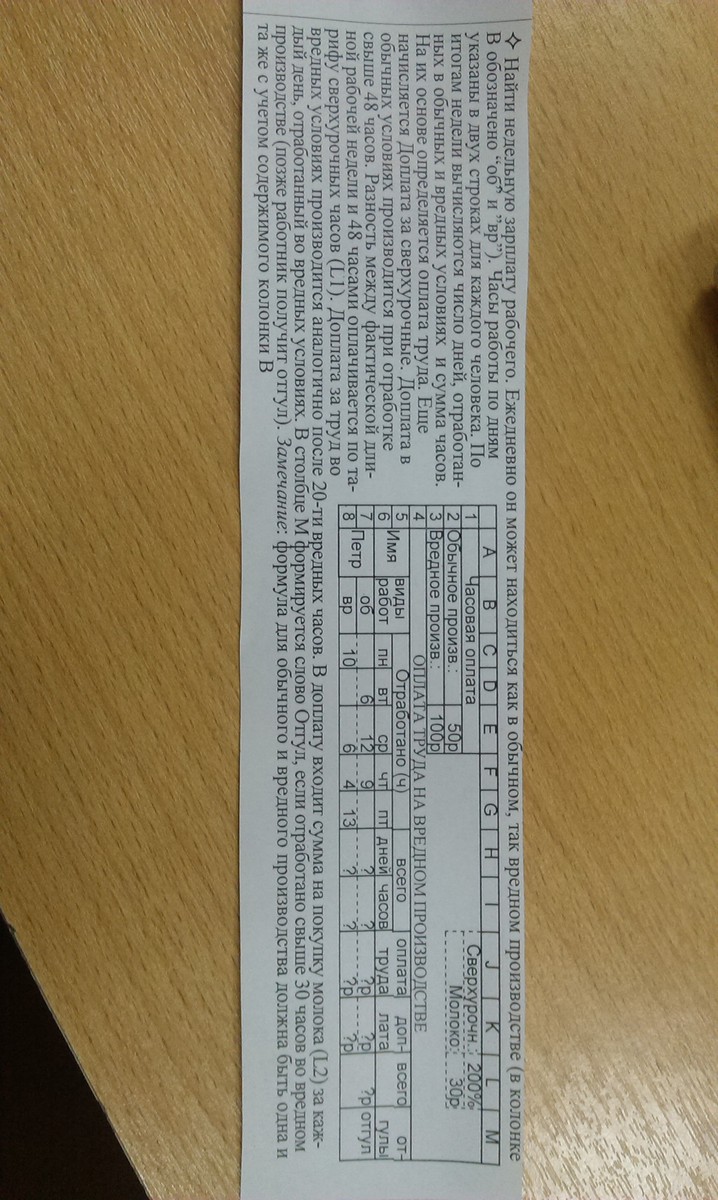 ✧ Найти недельную зарплату рабочего. Ежедневно он может находиться как в обычном, так вредном производстве (в колонке
В обозначено "об" и "вр"). Часы работы по дням
указаны в двух строках для каждого человека. По
итогам недели вычисляются число дней, отработан-
ных в обычных и вредных условиях и сумма часов.
На их основе определяется оплата труда. Еще
начисляется Доплата за сверхурочные. Доплата в
обычных условиях производится при отработке
свыше 48 часов. Разность между фактической дли-
ной рабочей недели и 48 часами оплачивается по та-
рифу сверхурочных часов (L1). Доплата за труд во
вредных условиях производится аналогично после 20-ти вредных часов. В доплату входит сумма на покупку молока (L2) за каж-
дый день, отработанный во вредных условиях. В столбце М формируется слово Отгул, если отработано свыше 30 часов во вредном
производстве (позже работник получит отгул). Замечание: формула для обычного и вредного производства должна быть одна и
та же с учетом содержимого колонки В
A B C D E F G H I J K L M
1 Часовая оплата Сверхурочн.: 200%
2 Обычное произв.: 50р Молоко: 30р
3 Вредное произв.: 100р
4 ОПЛАТА ТРУДА НА ВРЕДНОМ ПРОИЗВОДСТВЕ
5 Имя виды Отработано (ч) всего оплата доп- всего от-
6 работ пн вт ср чт пт дней часов труда лата гулы
7 Петр об 6 12 9 ? ? ?р ?р ?р отгул
8 вр 10 6 4 13 ? ? ?р ?р